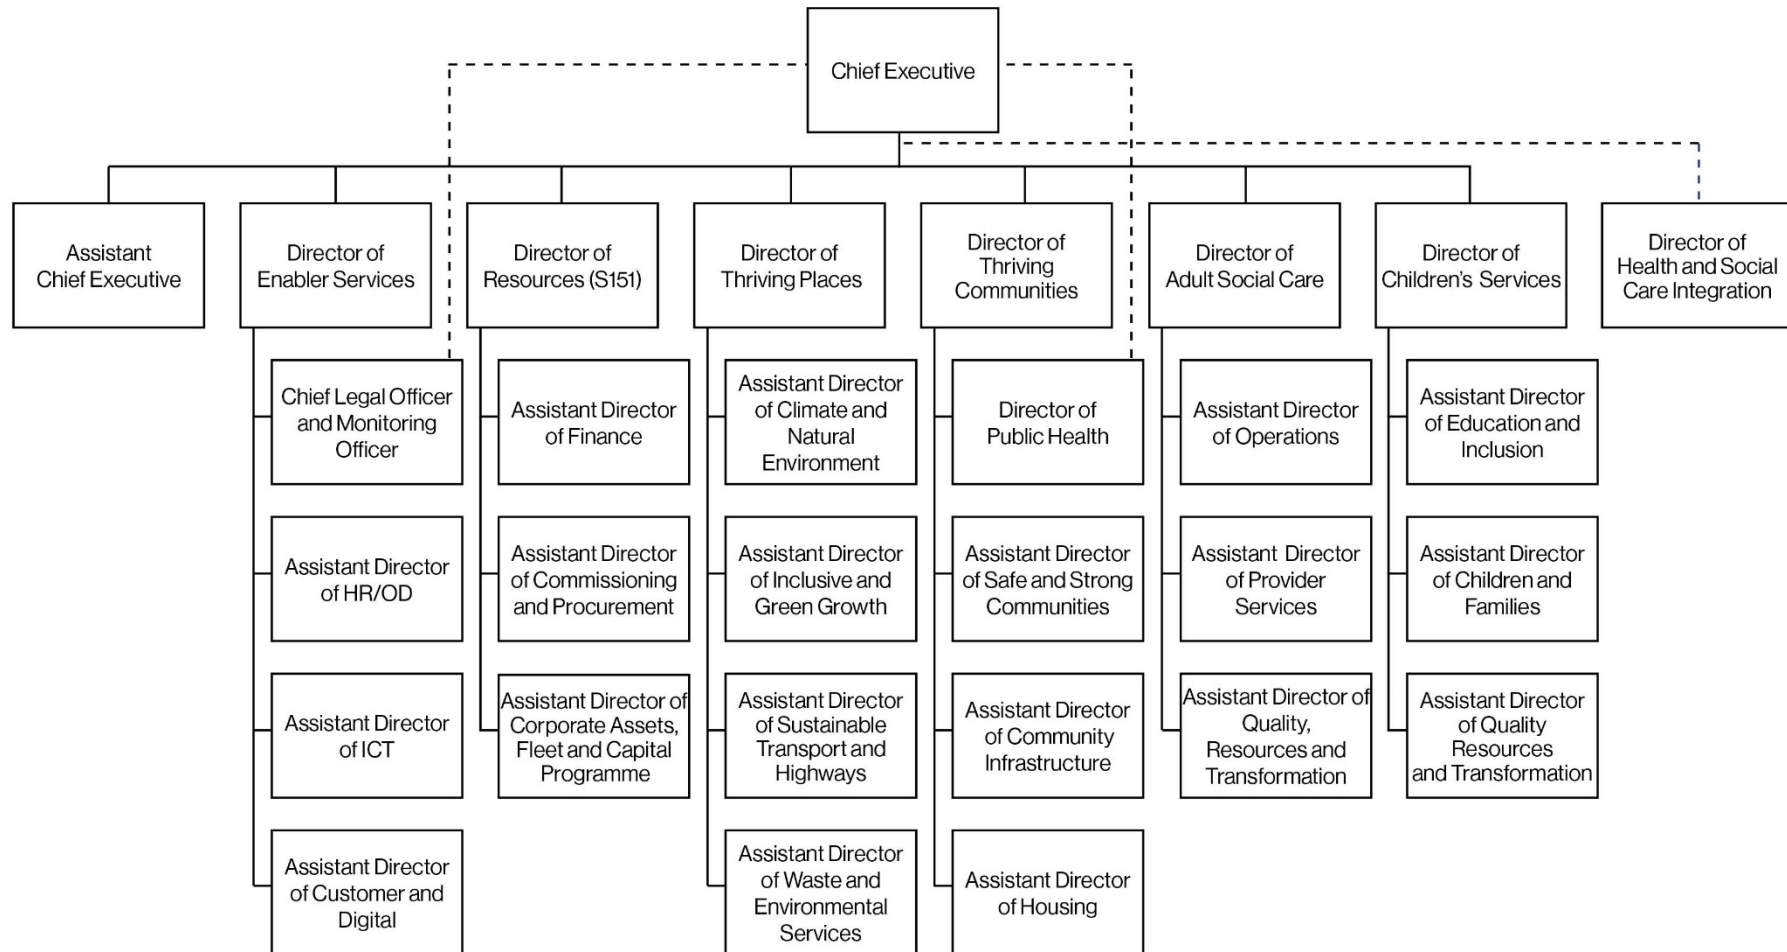 Chief Executive
Assistant
Chief Executive
Director of
Enabler Services
Director of
Resources (S151)
Director of
Thriving Places
Director of
Thriving
Communities
Director of
Adult Social Care
Director of
Children's Services
Director of
Health and Social
Care Integration
Chief Legal Officer
and Monitoring
Officer
Assistant Director
of HR/OD
Assistant Director
of ICT
Assistant Director
of Customer and
Digital
Assistant Director
of Finance
Assistant Director
of Commissioning
and Procurement
Assistant Director of
Corporate Assets,
Fleet and Capital
Programme
Assistant Director
of Climate and
Natural
Environment
Assistant Director
of Inclusive and
Green Growth
Assistant Director
of Sustainable
Transport and
Highways
Assistant Director
of Waste and
Environmental
Services
Director of
Public Health
Assistant Director
of Safe and Strong
Communities
Assistant Director
of Community
Infrastructure
Assistant Director
of Housing
Assistant Director
of Operations
Assistant Director
of Provider
Services
Assistant Director of
Quality,
Resources and
Transformation
Assistant Director
of Education and
Inclusion
Assistant Director
of Children and
Families
Assistant Director
of Quality
Resources
and Transformation